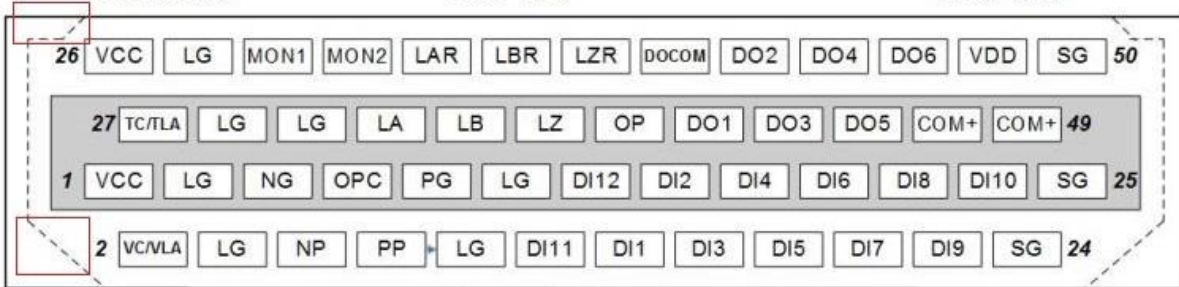 26 VCC LG MON1 MON2 LAR LBR LZR DOCOM DO2 DO4 DO6 VDD SG 50
27 TC/TLA LG LG LA LB LZ OP DO1 DO3 DO5 COM+ COM+ 49
1 VCC LG NG OPC PG LG DI12 DI2 DI4 DI6 DI8 DI10 SG 25
2 VC/VLA LG NP PP LG DI11 DI1 DI3 DI5 DI7 DI9 SG 24